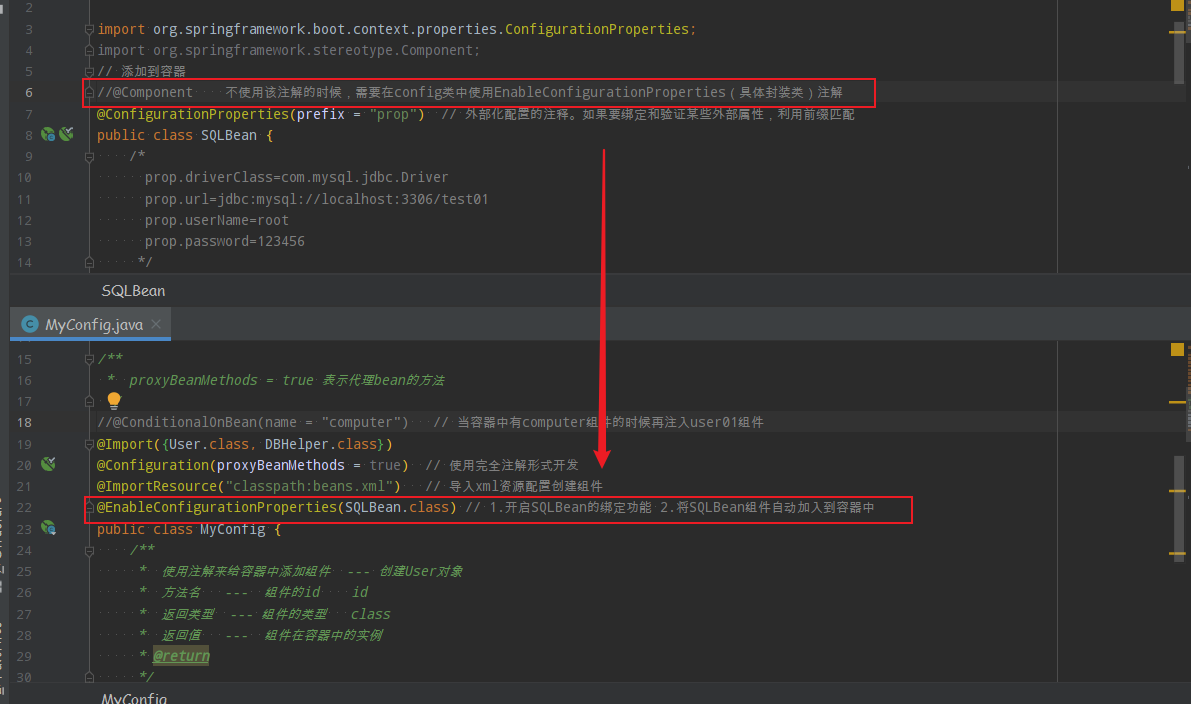 2
3 import org.springframework.boot.context.properties.ConfigurationProperties;
4 import org.springframework.stereotype.Component;
5 // 添加到容器
6 //@Component 不使用该注解的时候，需要在config类中使用EnableConfigurationProperties（具体封装类）注解
7 @ConfigurationProperties(prefix = "prop") // 外部化配置的注释。如果要绑定和验证某些外部属性，利用前缀匹配
8 public class SQLBean {
9 /*
10 prop.driverClass=com.mysql.jdbc.Driver
11 prop.url=jdbc:mysql://localhost:3306/test01
12 prop.userName=root
13 prop.password=123456
14 */
SQLBean
MyConfig.java
15 /**
16 * proxyBeanMethods = true 表示代理bean的方法
17
18 //@ConditionalOnBean(name = "computer") // 当容器中有computer组件的时候再注入user01组件
19 @Import({User.class, DBHelper.class})
20 @Configuration(proxyBeanMethods = true) // 使用完全注解形式开发
21 @ImportResource("classpath:beans.xml") // 导入xml资源配置创建组件
22 @EnableConfigurationProperties(SQLBean.class) // 1.开启SQLBean的绑定功能 2.将SQLBean组件自动加入到容器中
23 public class MyConfig {
24 /**
25 * 使用注解来给容器中添加组件 --- 创建User对象
26 * 方法名 --- 组件的id id
27 * 返回类型 --- 组件的类型 class
28 * 返回值 --- 组件在容器中的实例
29 * @return
30 */
MyConfig